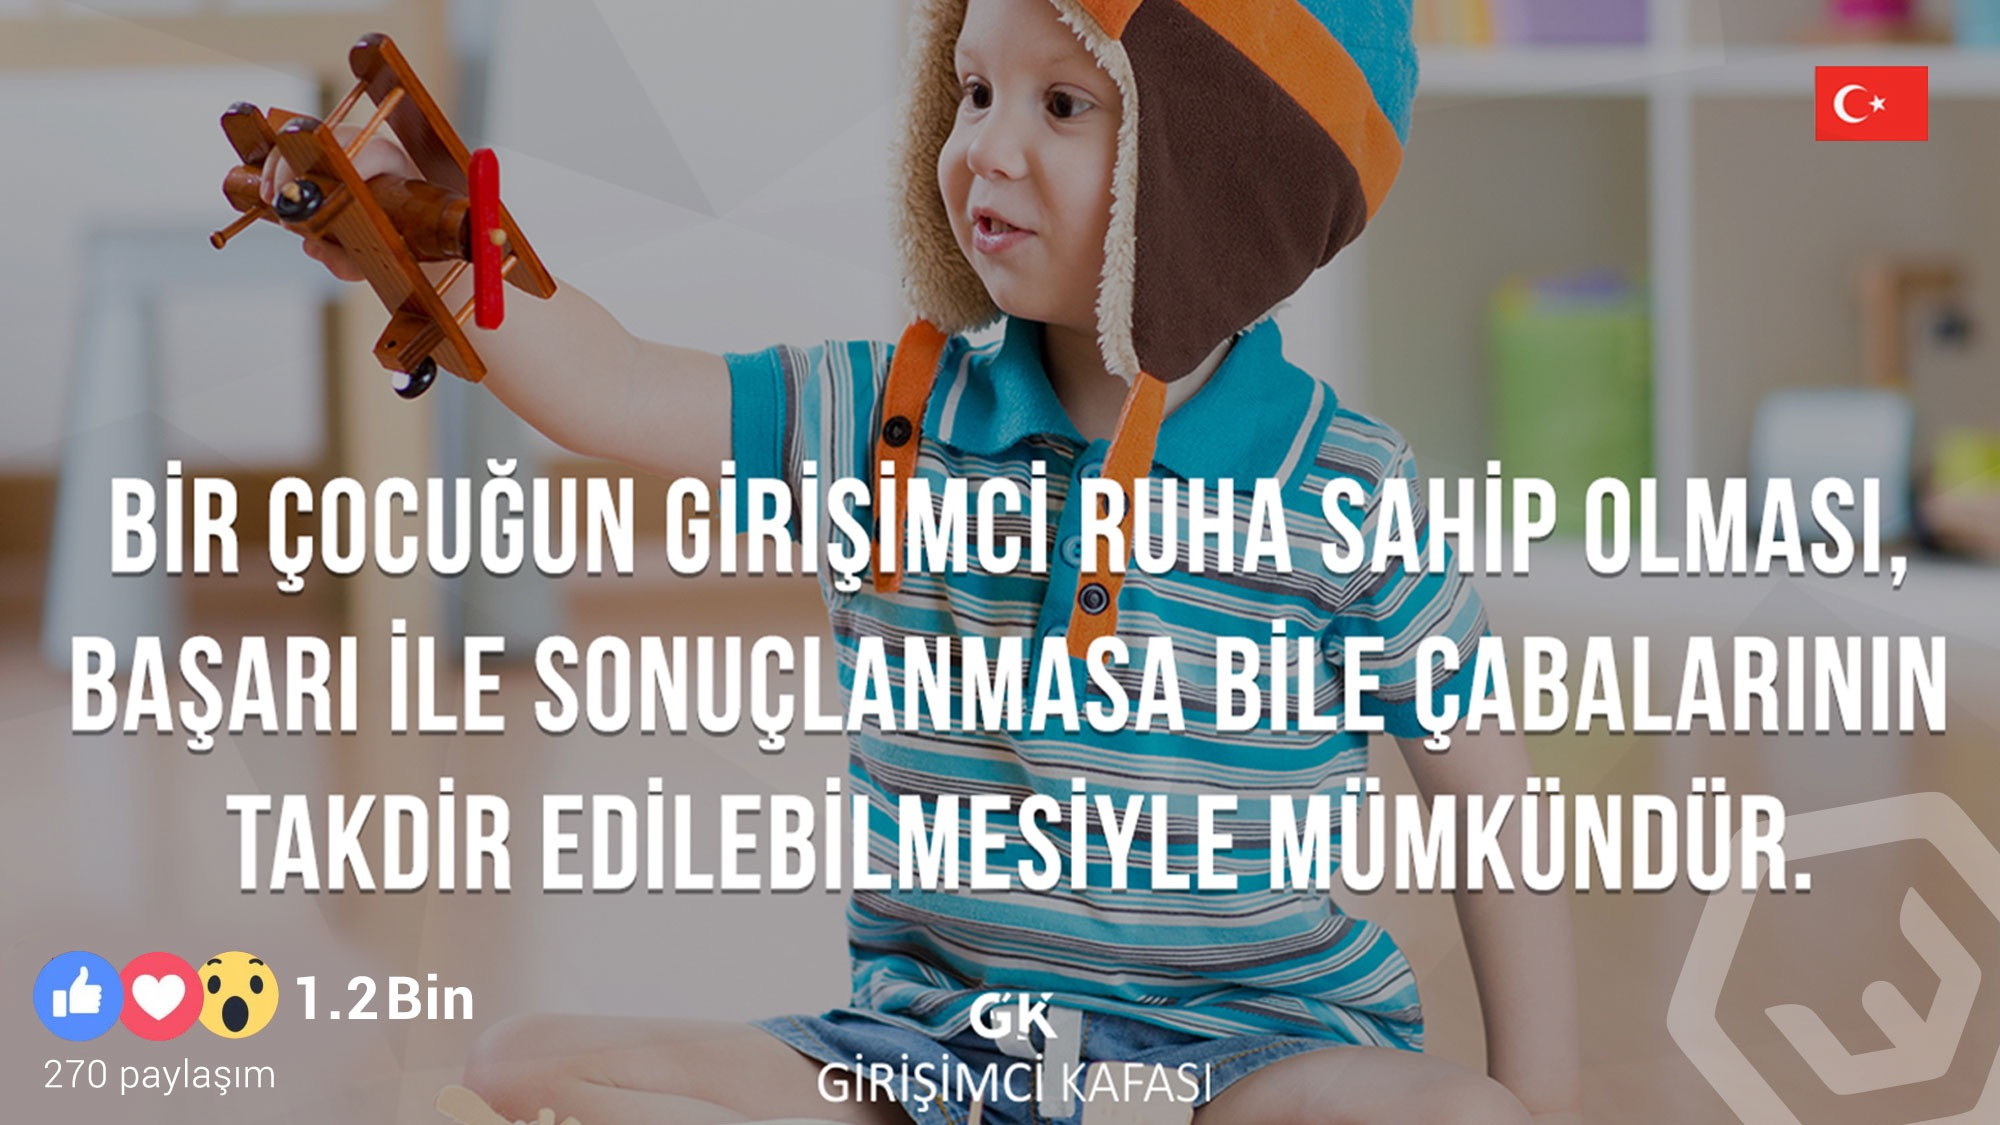 BİR ÇOCUĞUN GİRİŞİMCİ RUHA SAHİP OLMASI,
BAŞARI İLE SONUÇLANMASA BİLE ÇABALARININ
TAKDİR EDİLEBİLMESİYLE MÜMKÜNDÜR.
1.2Bin
270 paylaşım
GK
GİRİŞİMCİ KAFASI